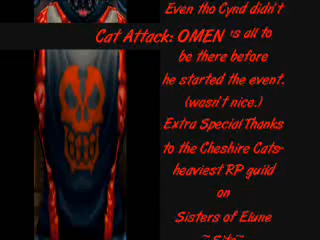 Even tho Cynd didn't
Cat Attack: OMEN us all to
be there before
he started the event.
(wasn't nice.)
Extra Special Thanks
to the Cheshire Cats-
heaviest RP guild
on
Sisters of Elune